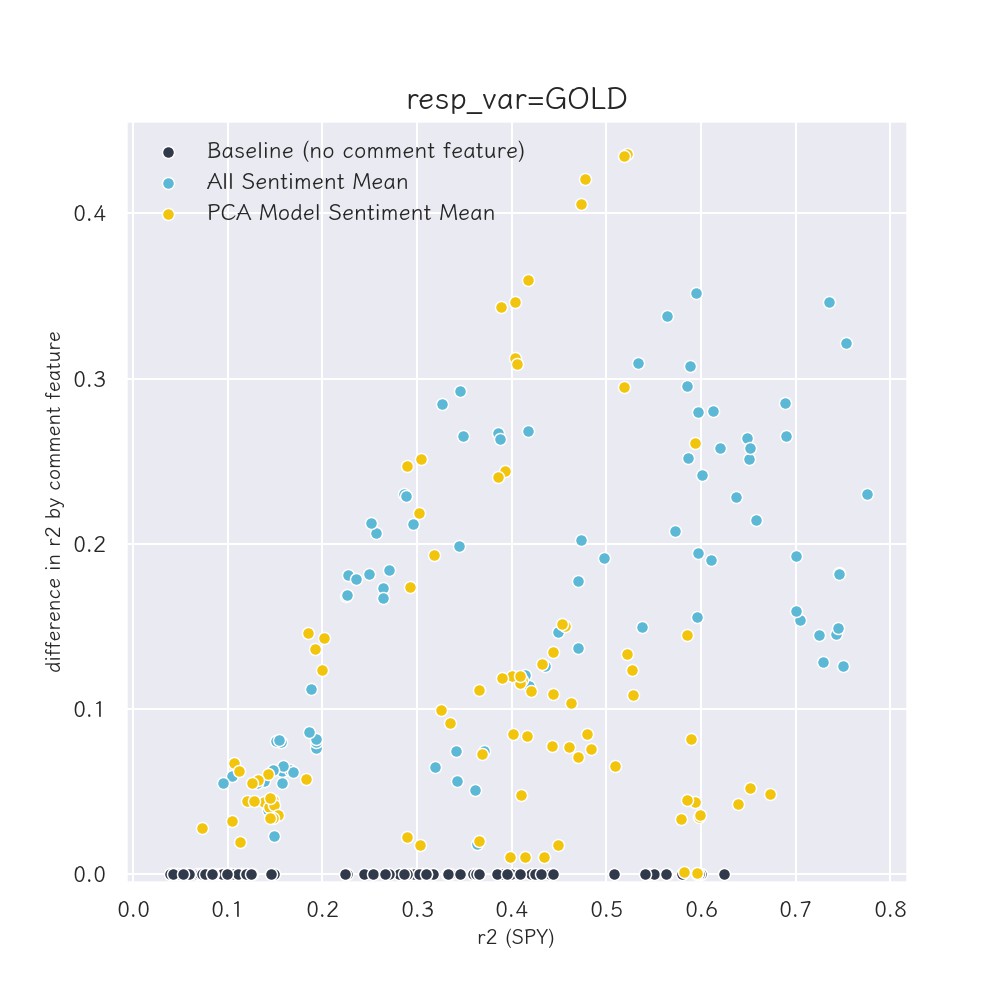 resp_var=GOLD
Baseline (no comment feature)
All Sentiment Mean
PCA Model Sentiment Mean
difference in r2 by comment feature
0.4
0.3
0.2
0.1
0.0
0.0 0.1 0.2 0.3 0.4 0.5 0.6 0.7 0.8
r2 (SPY)